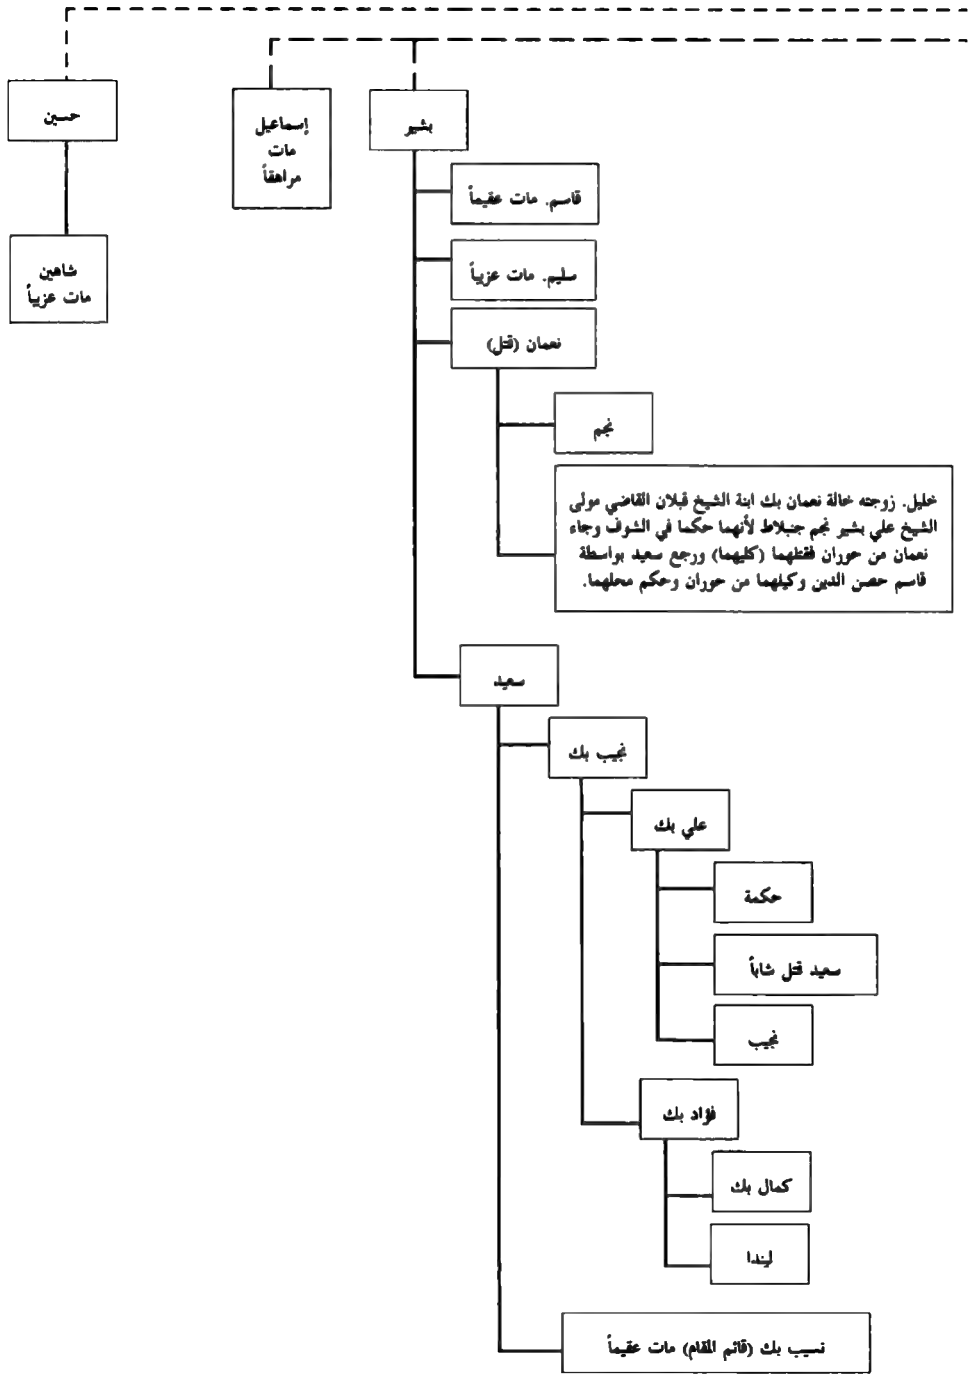 حسين
شاهين
مات عزيباً
إسماعيل
مات
مراهقاً
بشير
قاسم. مات عقيماً
سليم. مات عزيباً
نعمان (قتل)
نجم
خليل. زوجته خالة نعمان بك ابنة الشيخ قبلان القاضي مولى
الشيخ علي بشير نجم جنبلاط لأنهما حكما في الشوف وجاء
نعمان من حوران فقتلهما (كليهما) ورجع سعيد بواسطة
قاسم حصن الدين وكيلهما من حوران وحكم محلهما.
سعيد
نجيب بك
علي بك
حكمة
سعيد قتل شاباً
نجيب
فؤاد بك
كمال بك
ليندا
نسيب بك (قائم المقام) مات عقيماً